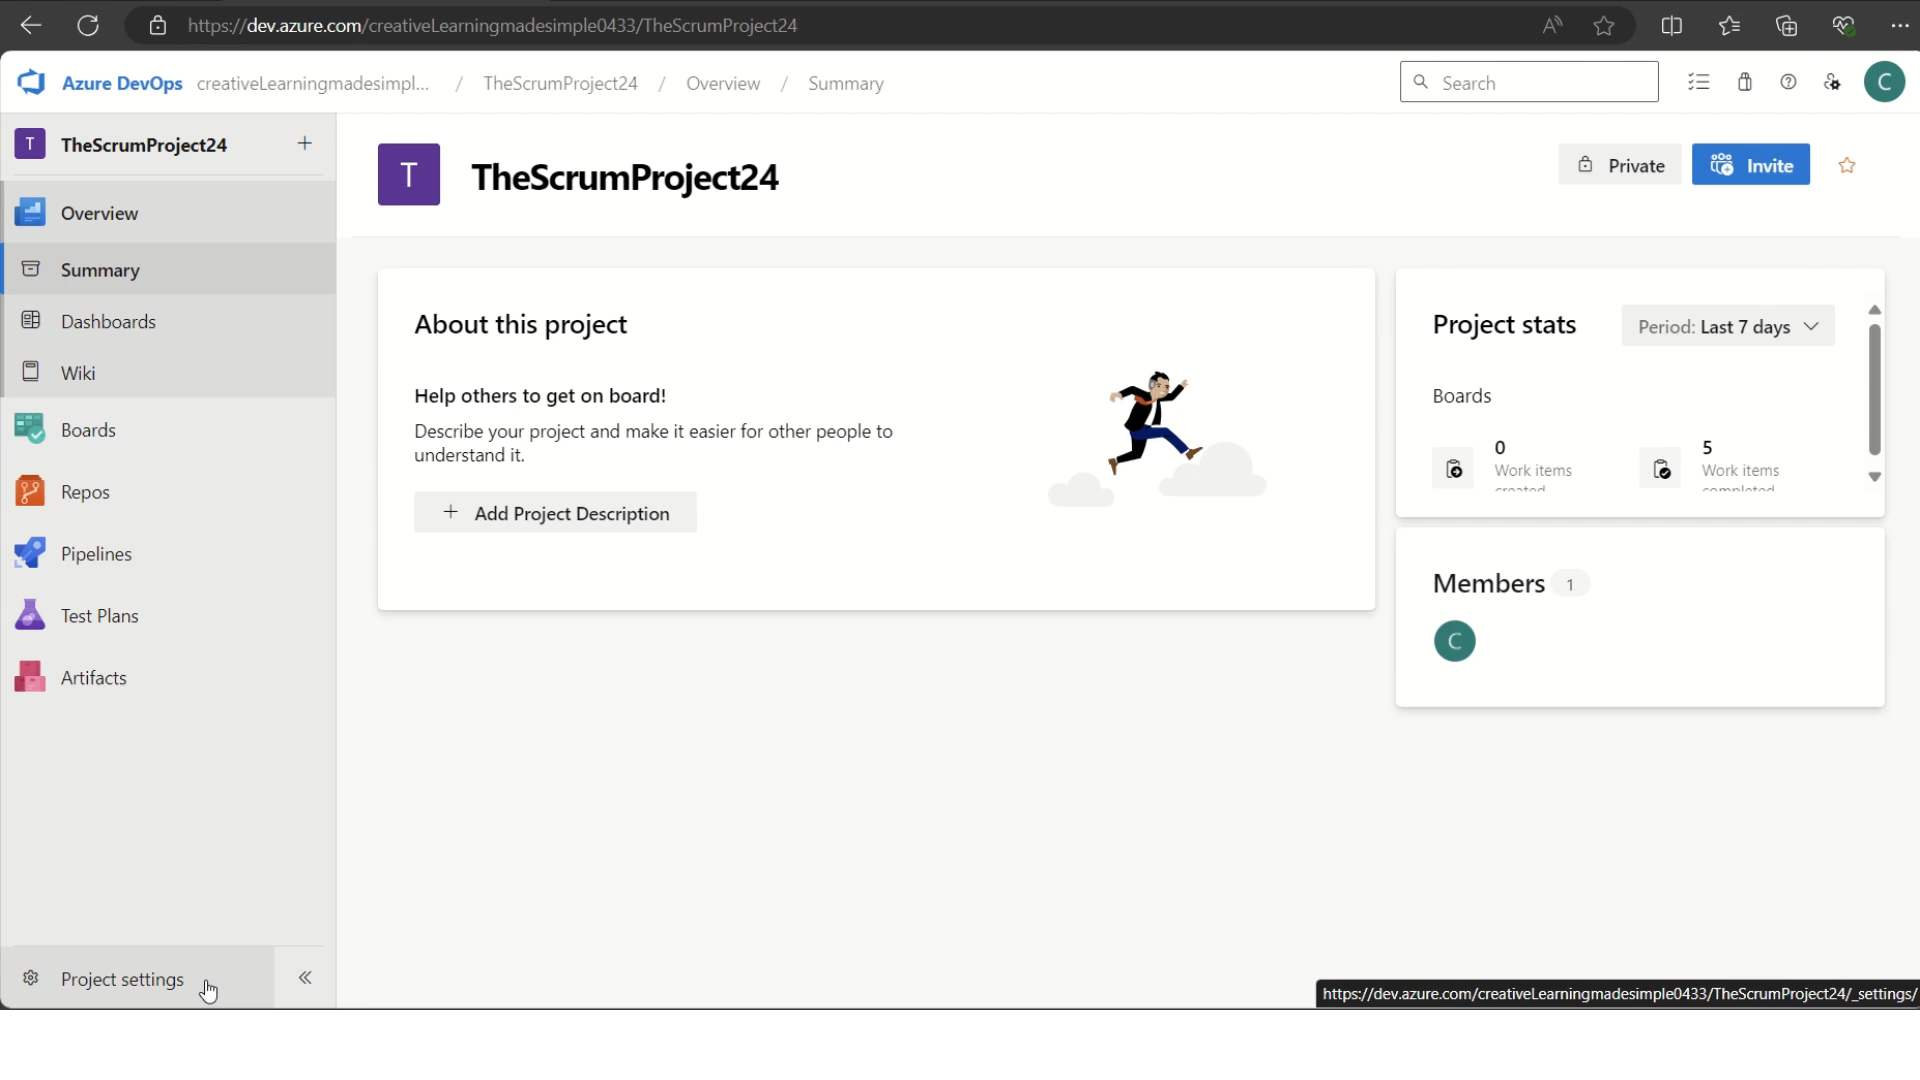 https://dev.azure.com/creativeLearningmadesimple0433/TheScrumProject24
Azure DevOps creativeLearningmadesimpl... / TheScrumProject24 / Overview / Summary
Search
C
T TheScrumProject24 +
Overview
Summary
Dashboards
Wiki
Boards
Repos
Pipelines
Test Plans
Artifacts
Project settings
T TheScrumProject24
Private
Invite
About this project
Help others to get on board!
Describe your project and make it easier for other people to
understand it.
+ Add Project Description
Project stats
Period: Last 7 days
Boards
0
Work items
created
5
Work items
completed
Members 1
C
https://dev.azure.com/creativeLearningmadesimple0433/TheScrumProject24/_settings/